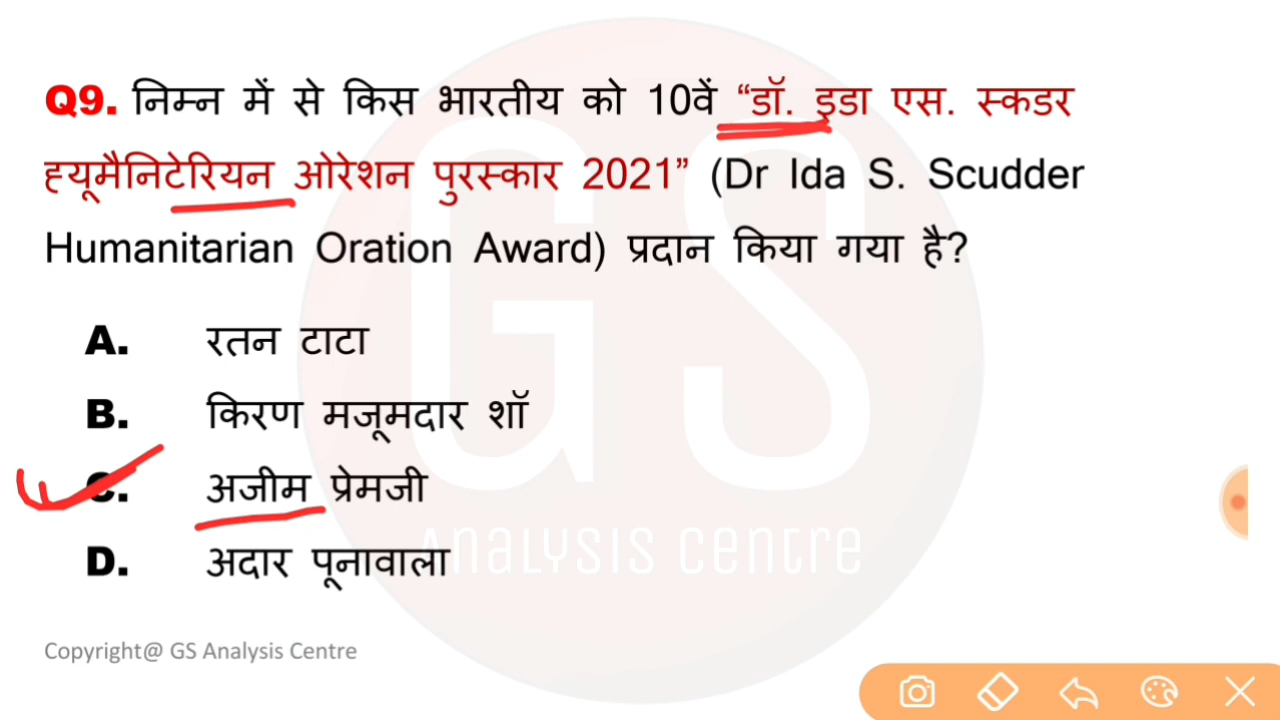 Q9. निम्न में से किस भारतीय को 10वें “डॉ. इडा एस. स्कडर
ह्यूमैनिटेरियन ओरेशन पुरस्कार 2021” (Dr Ida S. Scudder
Humanitarian Oration Award) प्रदान किया गया है?
A. रतन टाटा
B. किरण मजूमदार शॉ
C. अजीम प्रेमजी
D. अदार पूनावाला
GS
Analysis Centre
Copyright@ GS Analysis Centre